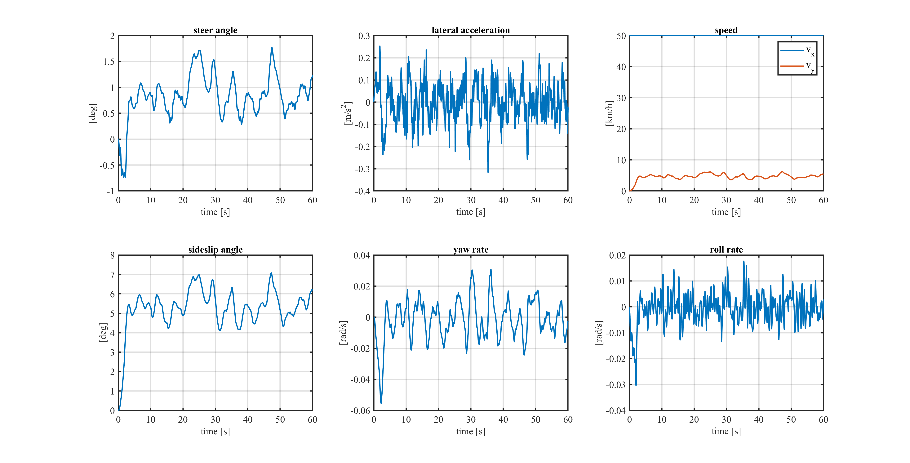 steer angle
2
1.5
1
0.5
0
-0.5
-1
[deg]
0 10 20 30 40 50 60
time [s]
lateral acceleration
0.3
0.2
0.1
0
-0.1
-0.2
-0.3
-0.4
[m/s²]
0 10 20 30 40 50 60
time [s]
speed
50
40
30
20
10
0
[km/h]
0 10 20 30 40 50 60
time [s]
vx
vy
sideslip angle
8
7
6
5
4
3
2
1
0
[deg]
0 10 20 30 40 50 60
time [s]
yaw rate
0.04
0.02
0
-0.02
-0.04
-0.06
[rad/s]
0 10 20 30 40 50 60
time [s]
roll rate
0.02
0.01
0
-0.01
-0.02
-0.03
-0.04
[rad/s]
0 10 20 30 40 50 60
time [s]